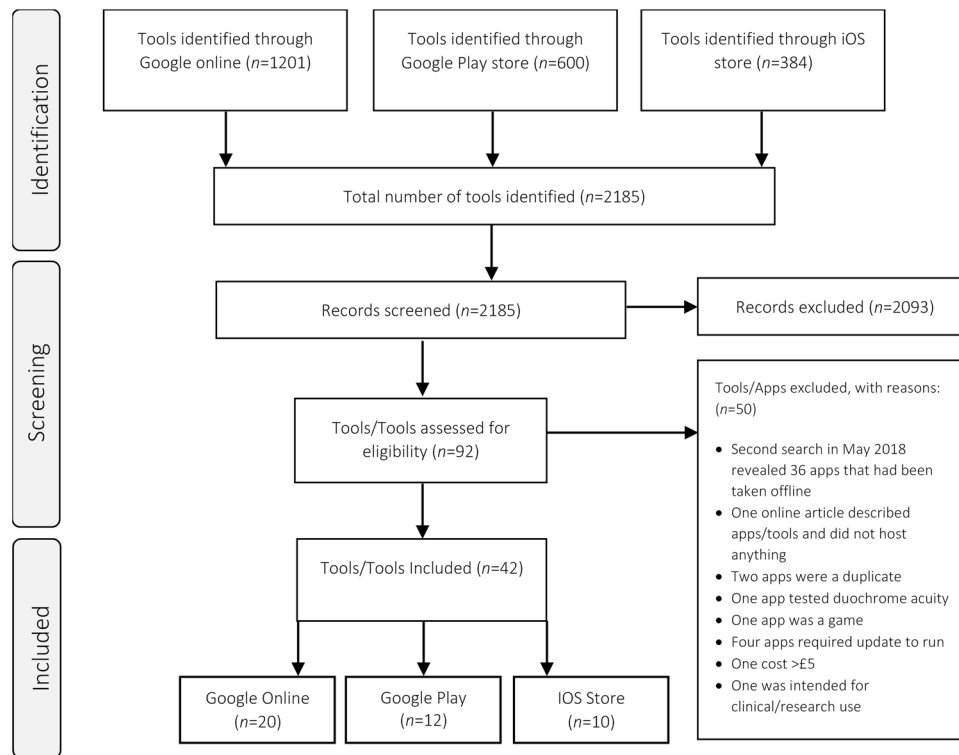 Identification
Tools identified through
Google online (n=1201)
Tools identified through
Google Play store (n=600)
Tools identified through iOS
store (n=384)
Total number of tools identified (n=2185)
Screening
Records screened (n=2185)
Records excluded (n=2093)
Tools/Tools assessed for
eligibility (n=92)
Tools/Apps excluded, with reasons:
(n=50)
• Second search in May 2018
revealed 36 apps that had been
taken offline
• One online article described
apps/tools and did not host
anything
• Two apps were a duplicate
• One app tested duochrome acuity
• One app was a game
• Four apps required update to run
• One cost >£5
• One was intended for
clinical/research use
Included
Tools/Tools Included (n=42)
Google Online
(n=20)
Google Play
(n=12)
IOS Store
(n=10)